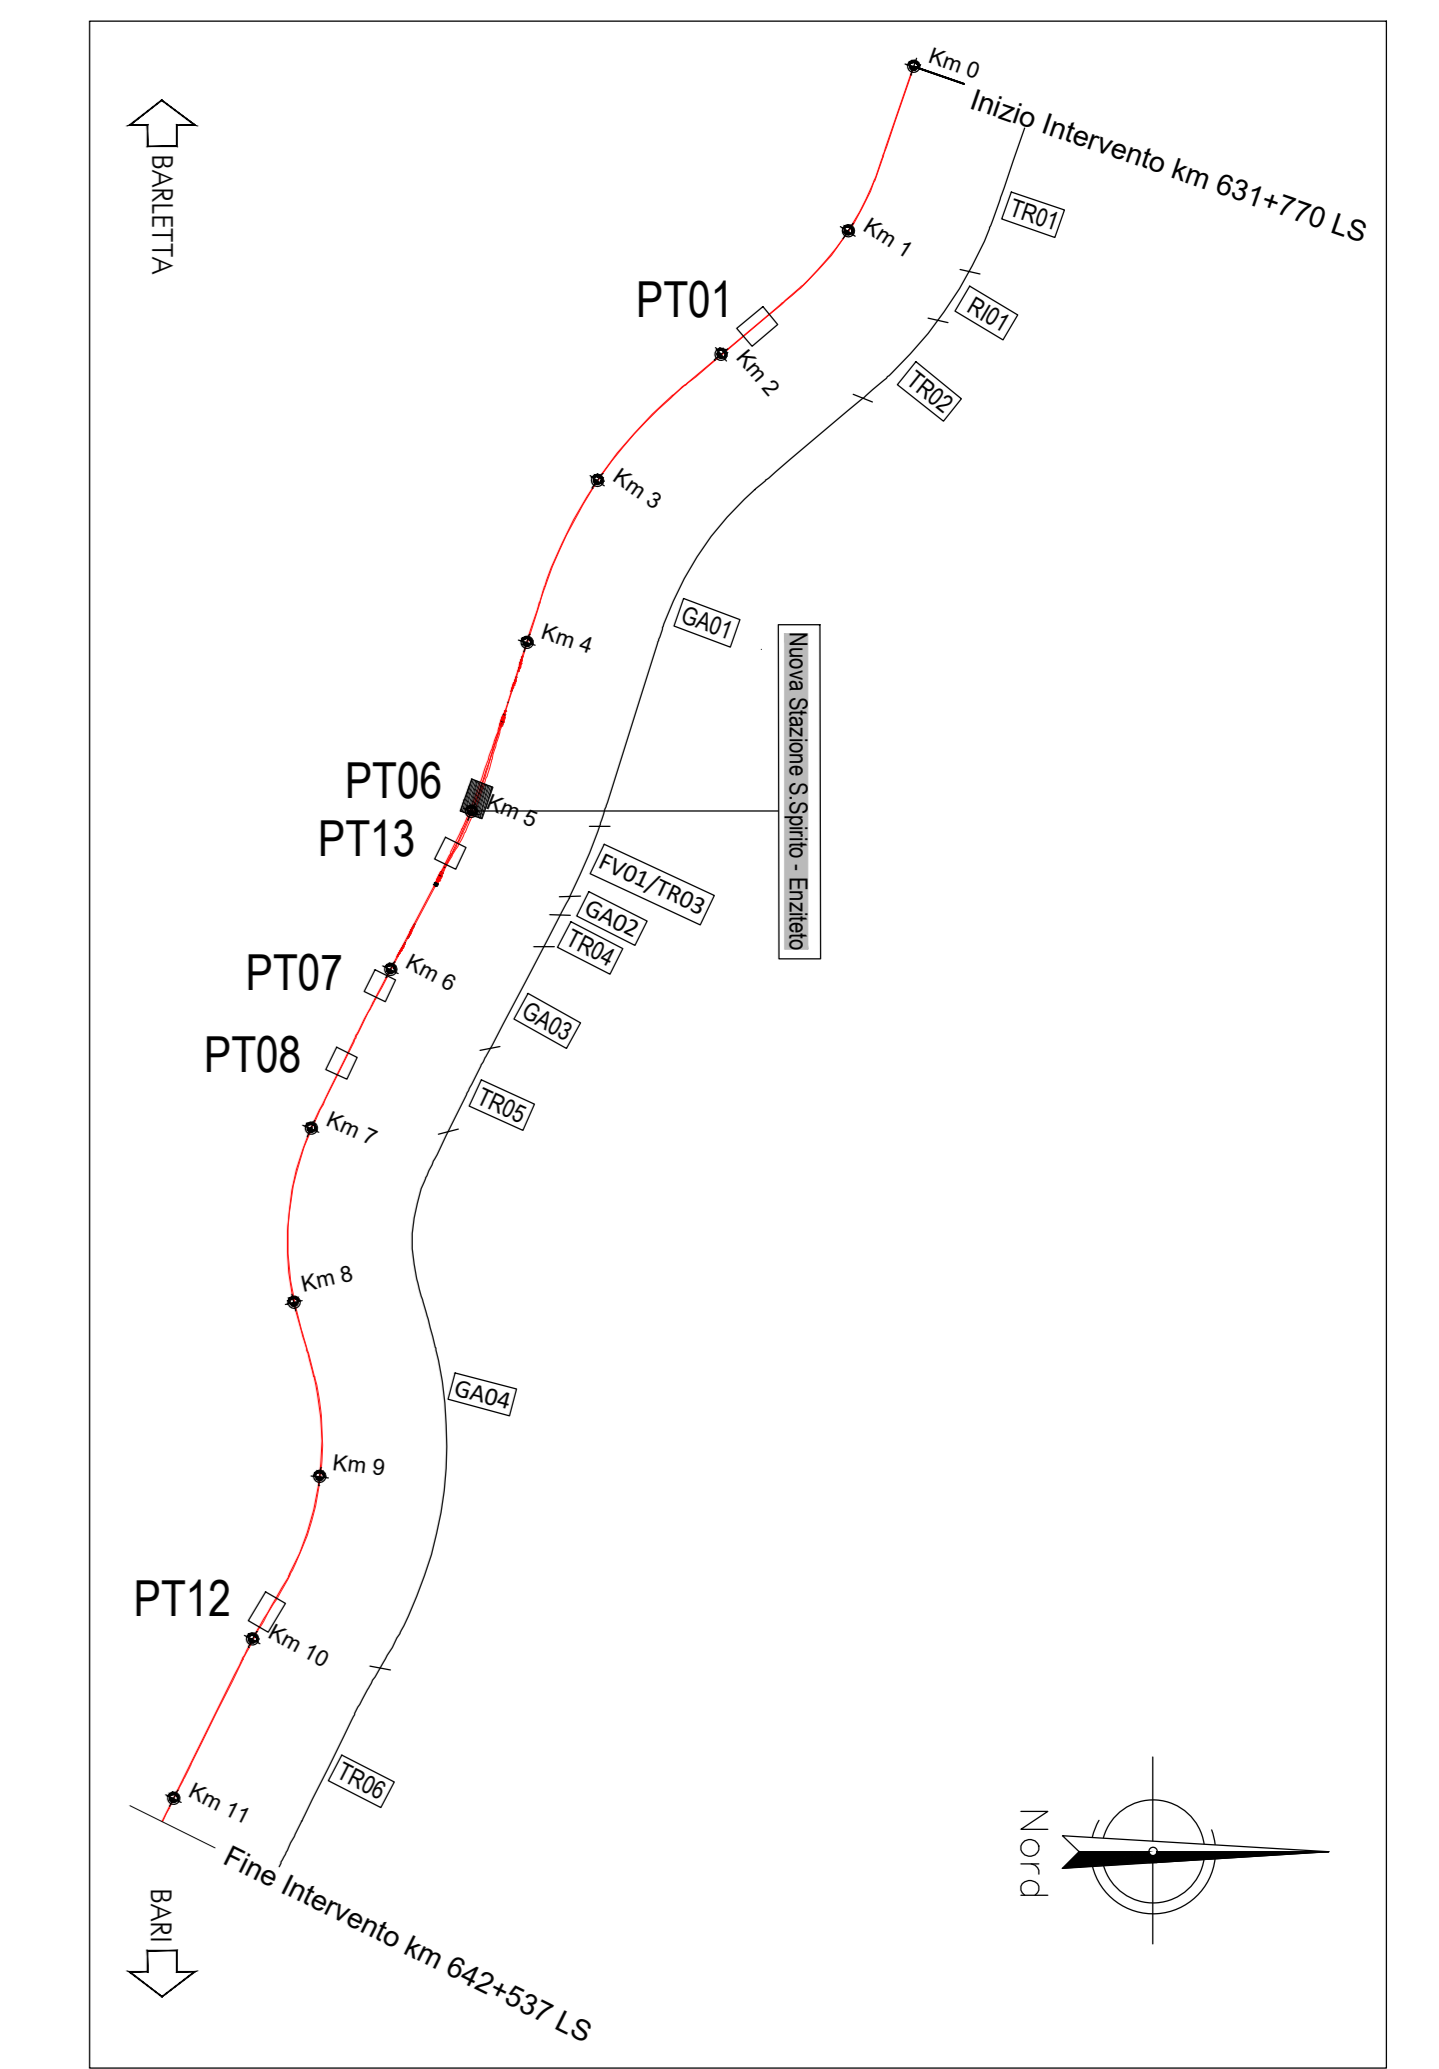 Km 0
Inizio Intervento km 631+770 LS
BARLETTA
TR01
Km 1
PT01
RI01
Km 2
TR02
Km 3
GA01
Km 4
Nuova Stazione S.Spirito - Enziteto
PT06
Km 5
PT13
FV01/TR03
GA02
TR04
PT07
Km 6
GA03
PT08
TR05
Km 7
Km 8
GA04
Km 9
PT12
Km 10
TR06
Km 11
Fine Intervento km 642+537 LS
BARI
Nord